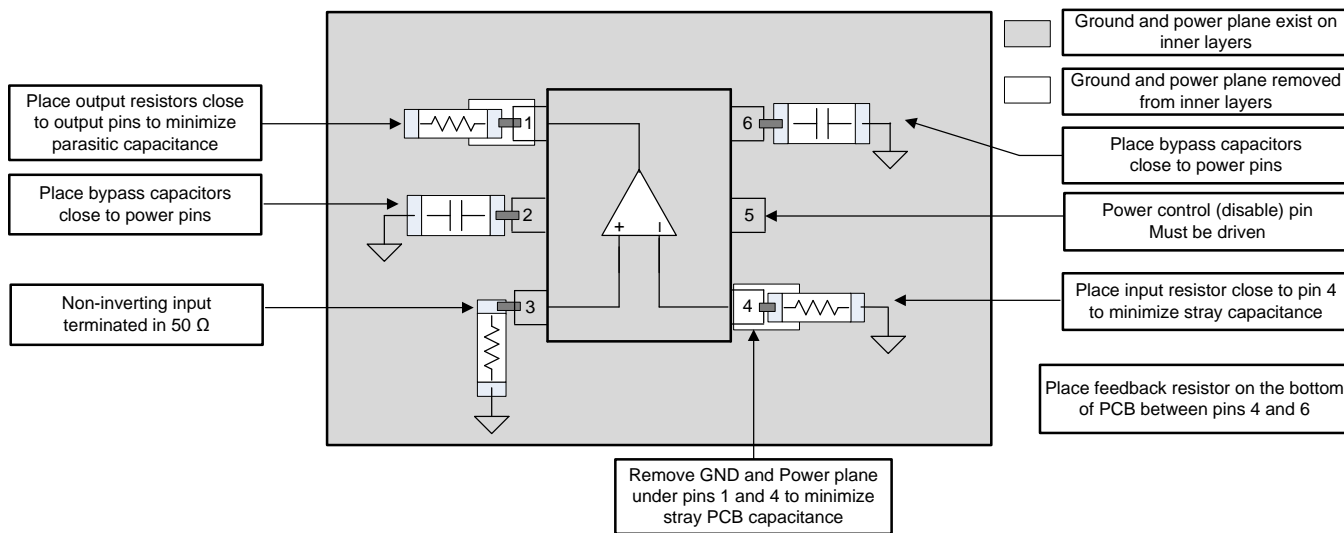 Ground and power plane exist on
inner layers
Ground and power plane removed
from inner layers
Place output resistors close
to output pins to minimize
parasitic capacitance
Place bypass capacitors
close to power pins
Non-inverting input
terminated in 50 Ω
1
2
3
+
–
6
5
4
Place bypass capacitors
close to power pins
Power control (disable) pin
Must be driven
Place input resistor close to pin 4
to minimize stray capacitance
Place feedback resistor on the bottom
of PCB between pins 4 and 6
Remove GND and Power plane
under pins 1 and 4 to minimize
stray PCB capacitance